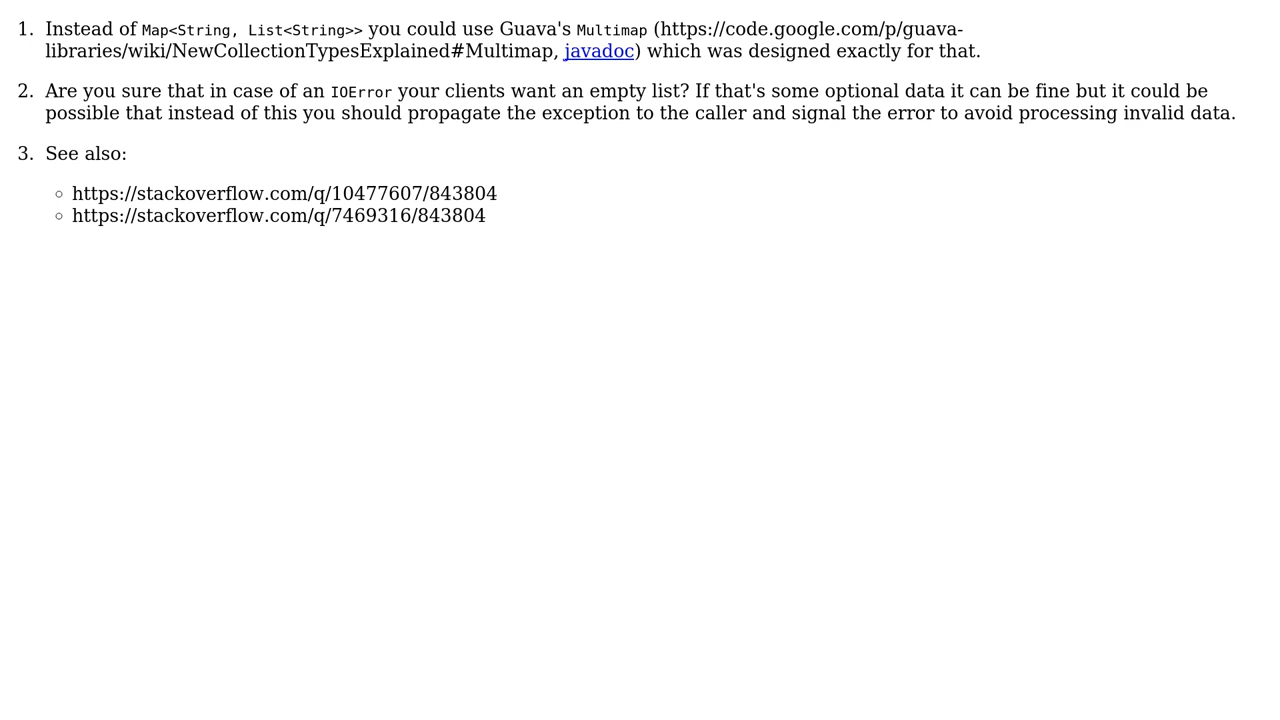 1. Instead of Map<String, List<String>> you could use Guava's Multimap (https://code.google.com/p/guava-
libraries/wiki/NewCollectionTypesExplained#Multimap, javadoc) which was designed exactly for that.
2. Are you sure that in case of an IOError your clients want an empty list? If that's some optional data it can be fine but it could be
possible that instead of this you should propagate the exception to the caller and signal the error to avoid processing invalid data.
3. See also:
◦ https://stackoverflow.com/q/10477607/843804
◦ https://stackoverflow.com/q/7469316/843804